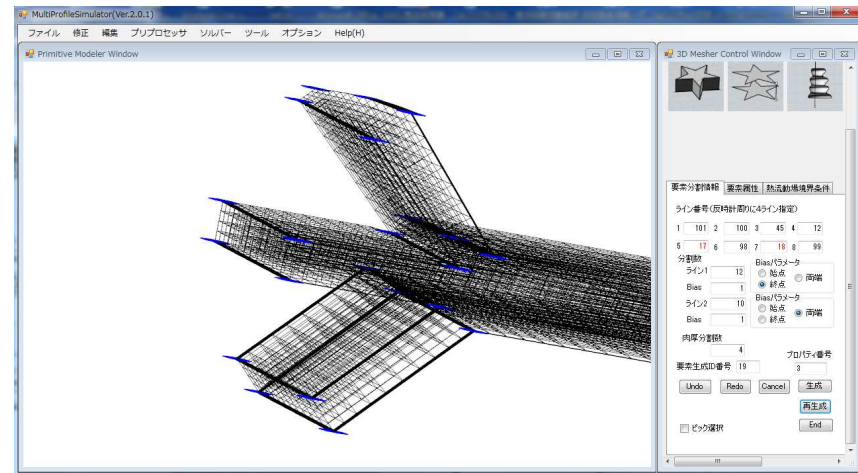 MultiProfileSimulator(Ver.2.0.1)
ファイル 修正 編集 プリプロセッサ ソルバー ツール オプション Help(H)
Primitive Modeler Window
3D Mesher Control Window
要素分割情報 要素属性 熱流動場境界条件
ライン番号(反時計周りに4ライン指定)
1 101 2 100 3 45 4 12
5 17 6 98 7 18 8 99
分割数
ライン1 12
Bias 1
Biasパラメータ
始点
終点
両端
ライン2 10
Bias 1
Biasパラメータ
始点
終点
両端
肉厚分割数
4
プロパティ番号
要素生成ID番号 19
3
Undo Redo Cancel 生成
再生成
ピック選択
End